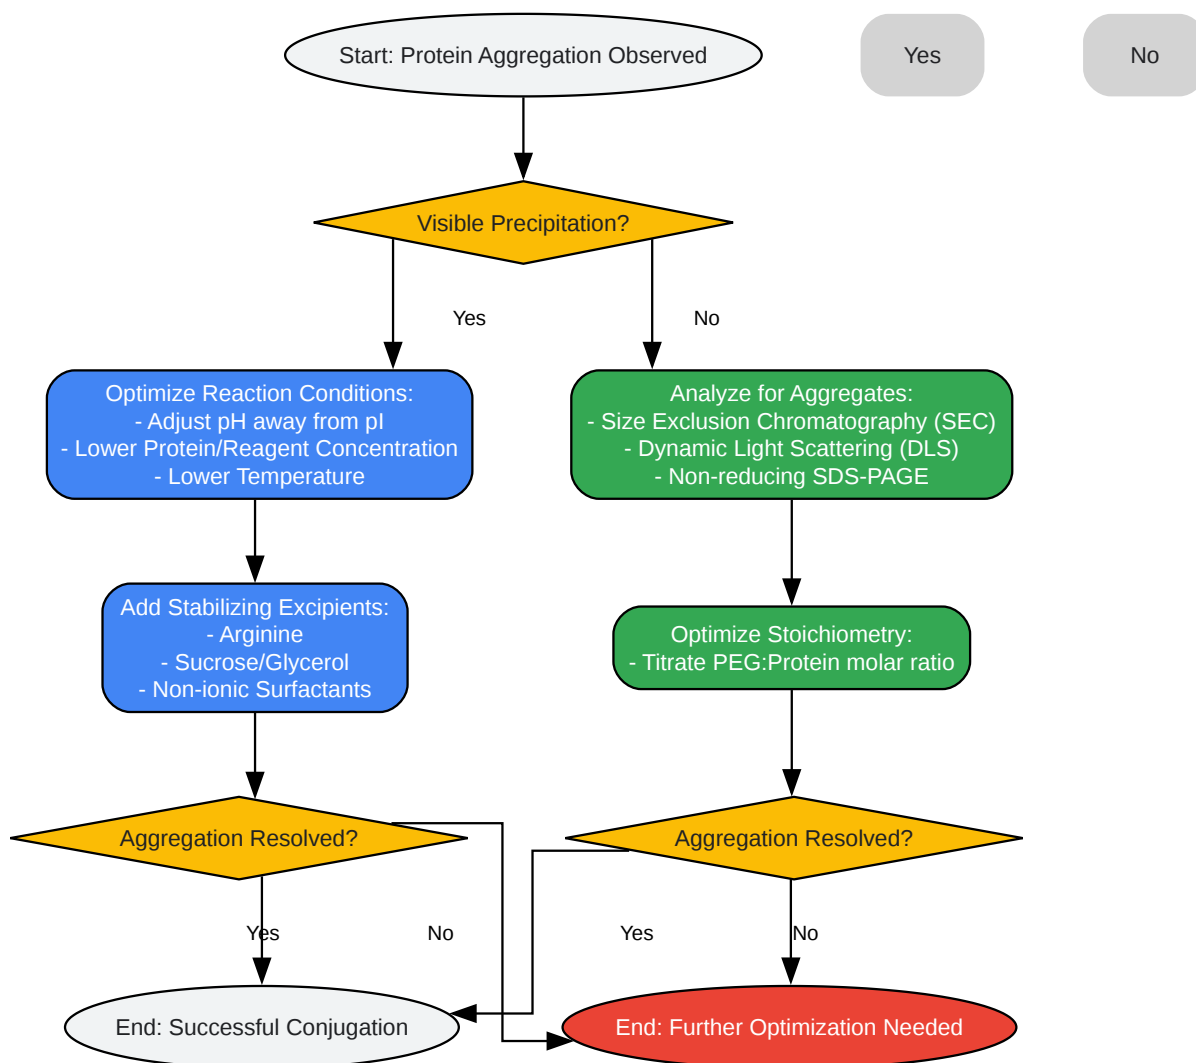 Start: Protein Aggregation Observed
Yes
No
Visible Precipitation?
Yes
No
Optimize Reaction Conditions:
- Adjust pH away from pI
- Lower Protein/Reagent Concentration
- Lower Temperature
Analyze for Aggregates:
- Size Exclusion Chromatography (SEC)
- Dynamic Light Scattering (DLS)
- Non-reducing SDS-PAGE
Add Stabilizing Excipients:
- Arginine
- Sucrose/Glycerol
- Non-ionic Surfactants
Optimize Stoichiometry:
- Titrate PEG:Protein molar ratio
Aggregation Resolved?
Aggregation Resolved?
Yes
No
Yes
No
End: Successful Conjugation
End: Further Optimization Needed